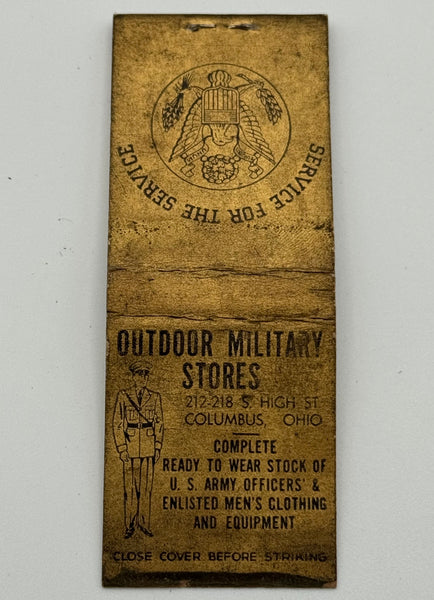 SERVICE FOR THE SERVICE
OUTDOOR MILITARY
STORES
212-218 S. HIGH ST.
COLUMBUS, OHIO
COMPLETE
READY TO WEAR STOCK OF
U. S. ARMY OFFICERS' &
ENLISTED MEN'S CLOTHING
AND EQUIPMENT
CLOSE COVER BEFORE STRIKING